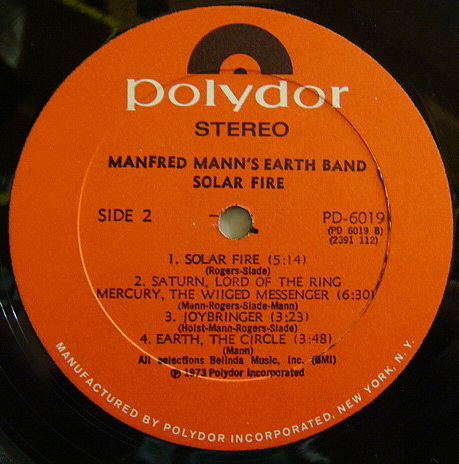 polydor
STEREO
MANFRED MANN'S EARTH BAND
SOLAR FIRE
SIDE 2
PD-6019
(PD 6019 B)
(2391 112)
1. SOLAR FIRE (5:14)
(Rogers-Slade)
2. SATURN, LORD OF THE RING
MERCURY, THE WIIGED MESSENGER (6:30)
(Mann-Rogers-Slade-Mann)
3. JOYBRINGER (3:23)
(Holst-Mann-Rogers-Slade)
4. EARTH, THE CIRCLE (3:48)
(Mann)
All selections Belinda Music, Inc. (BMI)
℗ 1973 Polydor Incorporated
MANUFACTURED BY POLYDOR INCORPORATED, NEW YORK, N.Y.